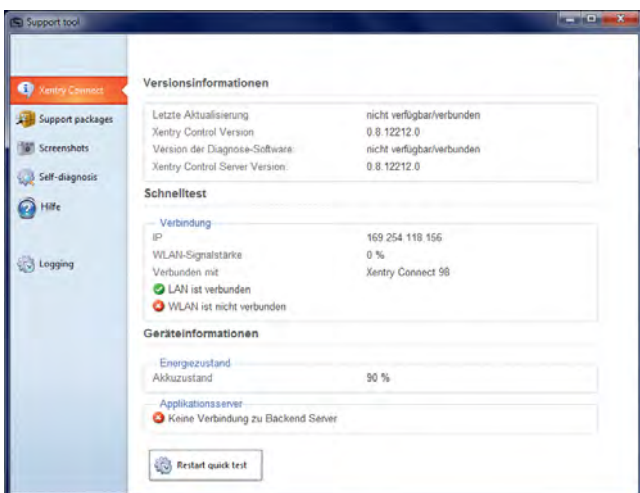 Support tool
Xentry Connect
Support packages
Screenshots
Self-diagnosis
Hilfe
Logging
Versionsinformationen
Letzte Aktualisierung nicht verfügbar/verbunden
Xentry Control Version 0.8.12212.0
Version der Diagnose-Software: nicht verfügbar/verbunden
Xentry Control Server Version: 0.8.12212.0
Schnelltest
Verbindung
IP 169.254.118.156
WLAN-Signalstärke 0 %
Verbunden mit Xentry Connect 98
LAN ist verbunden
WLAN ist nicht verbunden
Geräteinformationen
Energiezustand
Akkuzustand 90 %
Applikationsserver
Keine Verbindung zu Backend Server
Restart quick test